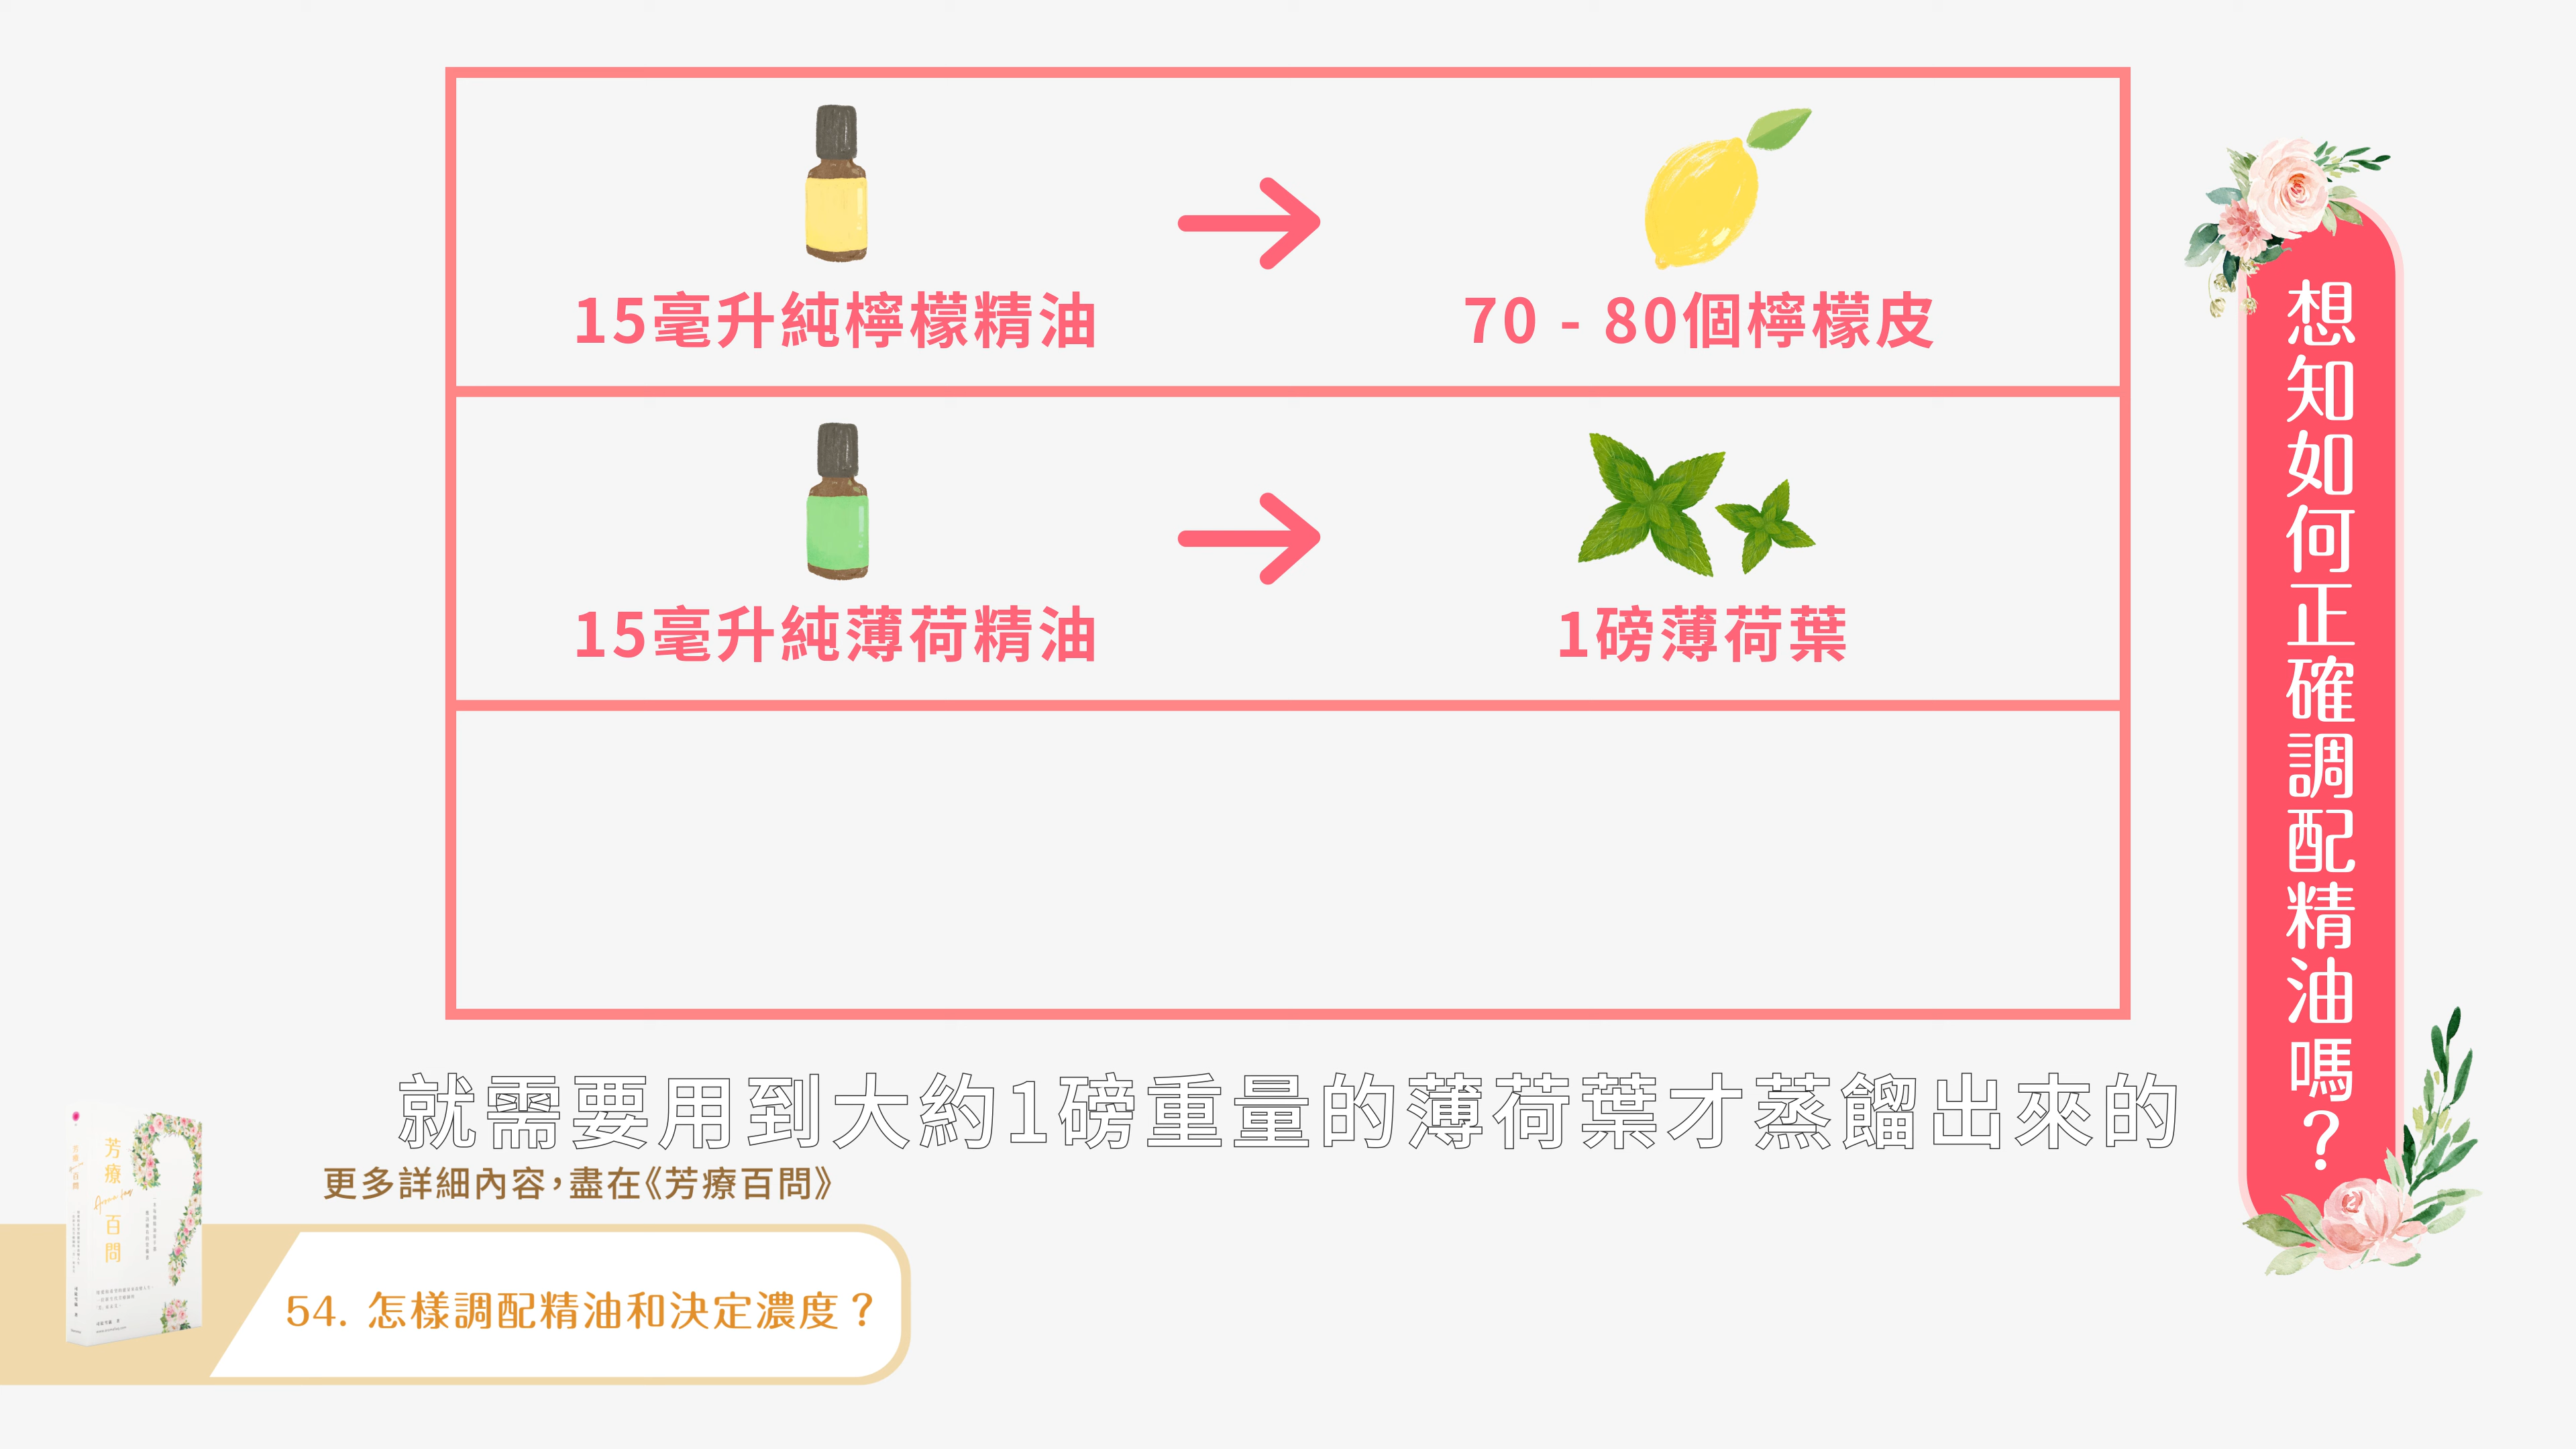 15毫升純檸檬精油
70 - 80個檸檬皮
15毫升純薄荷精油
1磅薄荷葉
想知如何正確調配精油嗎？
就需要用到大約1磅重量的薄荷葉才蒸餾出來的
更多詳細內容，盡在《芳療百問》
54. 怎樣調配精油和決定濃度？
芳療
百問